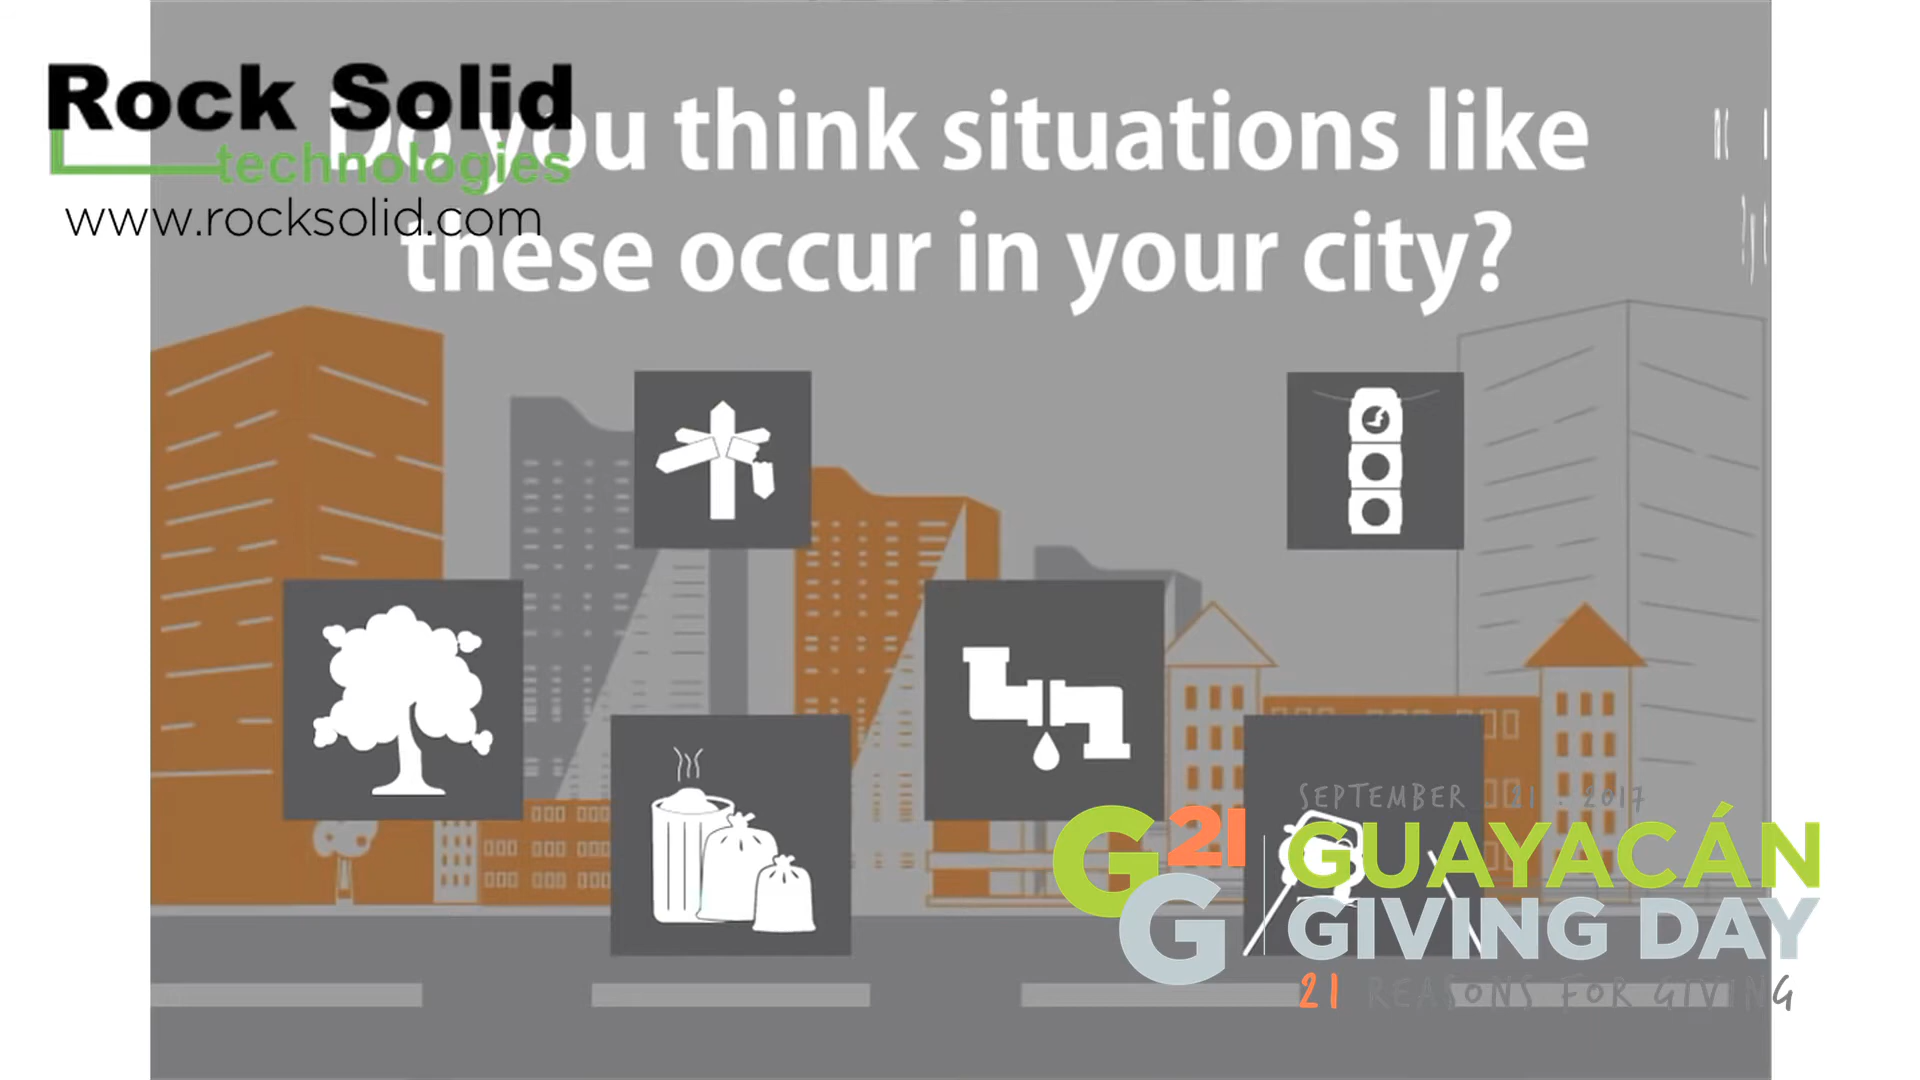 Rock Solid
technologies
www.rocksolid.com
Do you think situations like
these occur in your city?
SEPTEMBER 21 . 2017
G21
G
GUAYACÁN
GIVING DAY
21 REASONS FOR GIVING